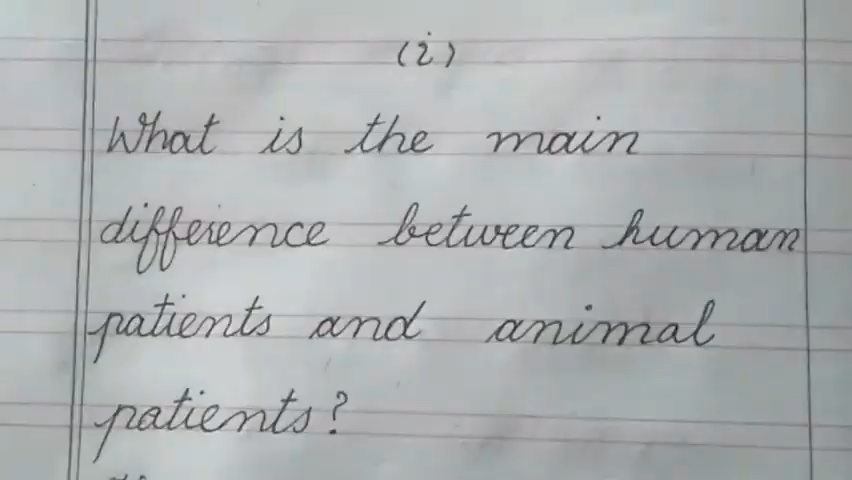 (i)
What is the main
difference between human
patients and animal
patients?